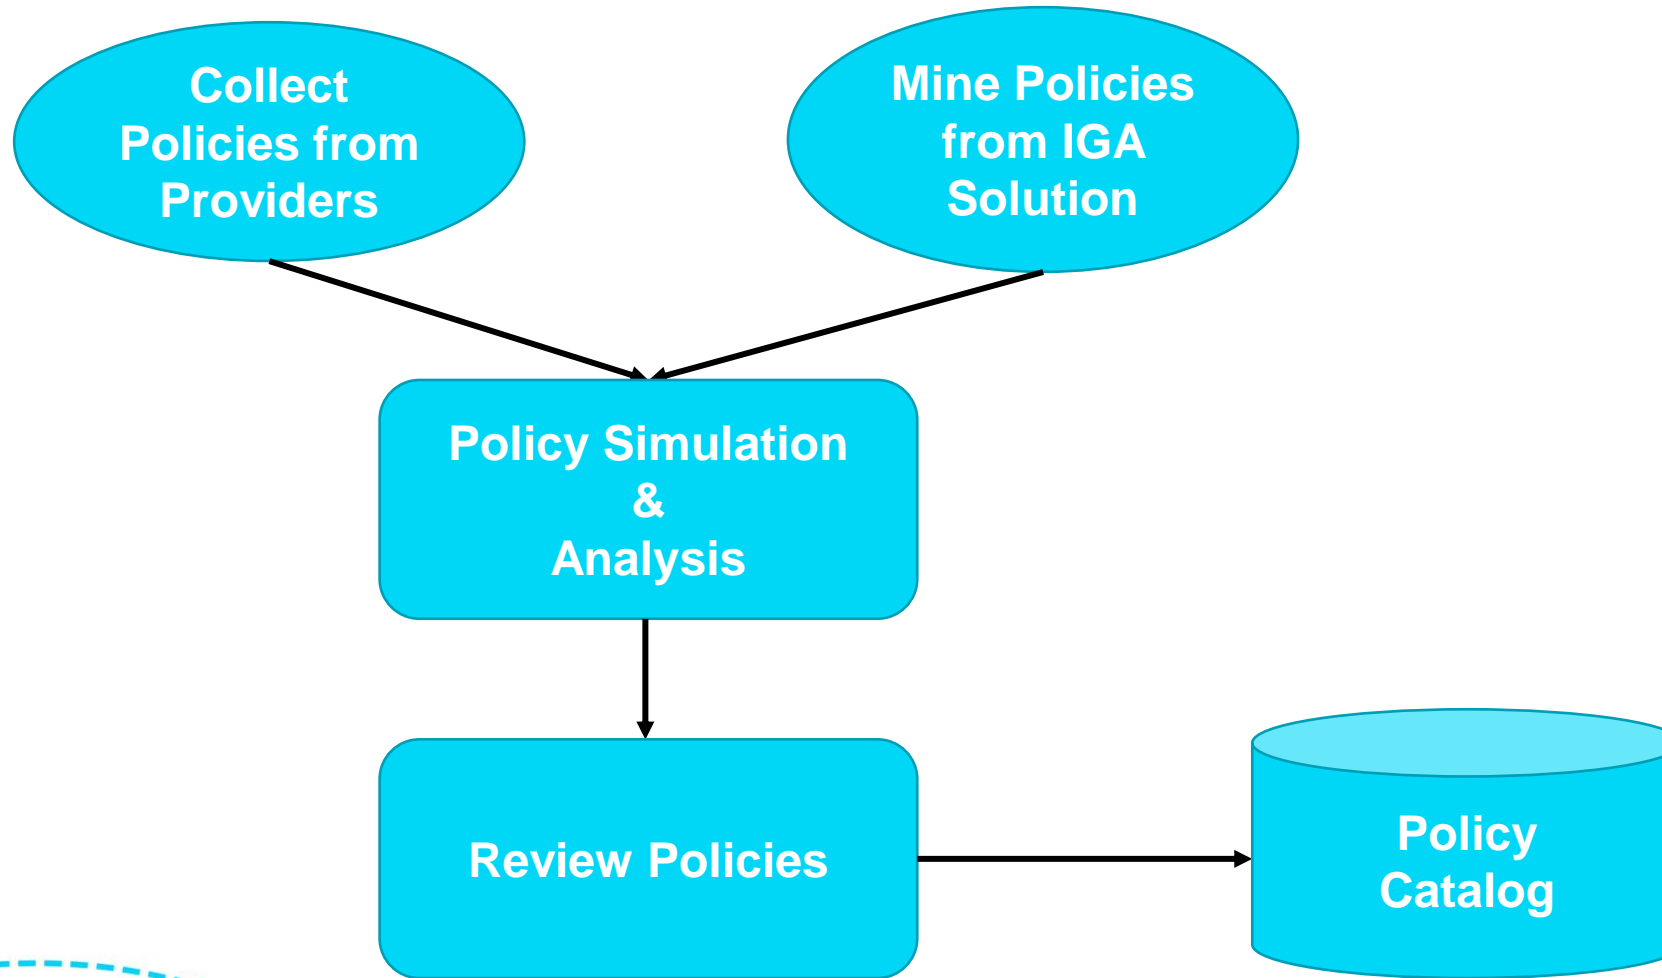 Collect
Policies from
Providers
Mine Policies
from IGA
Solution
Policy Simulation
&
Analysis
Review Policies
Policy
Catalog